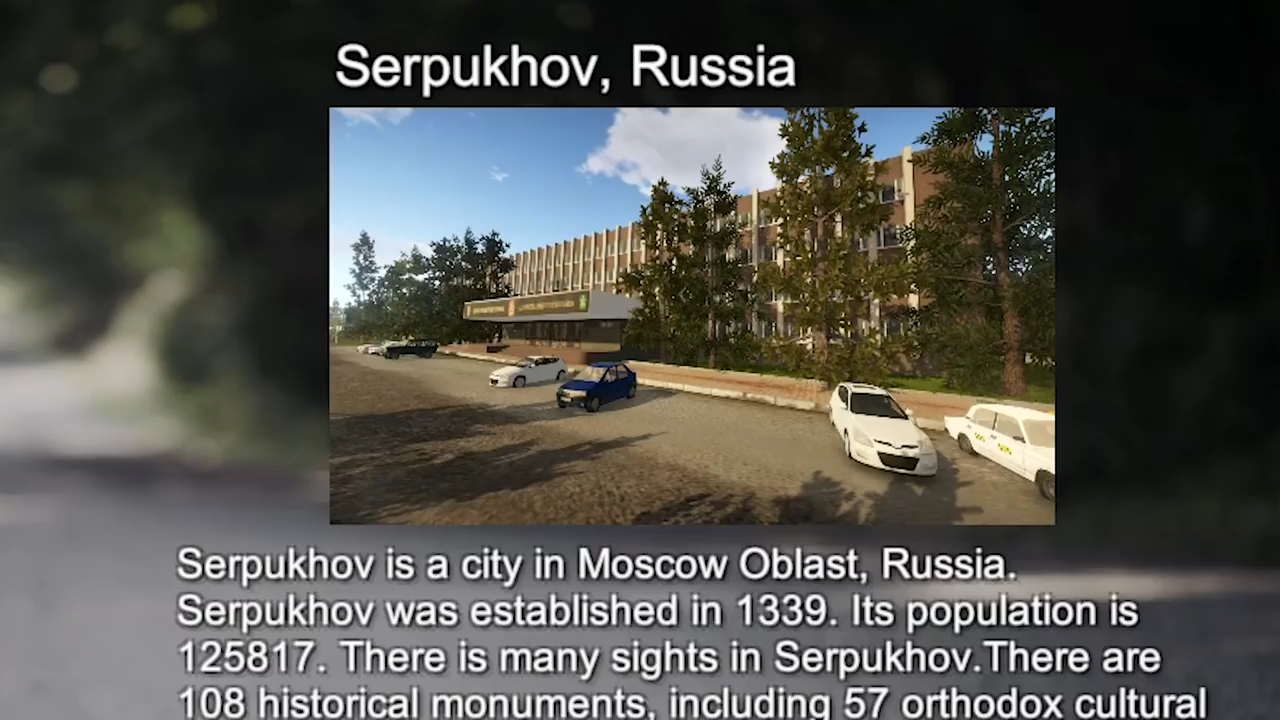 Serpukhov, Russia
Serpukhov is a city in Moscow Oblast, Russia.
Serpukhov was established in 1339. Its population is
125817. There is many sights in Serpukhov.There are
108 historical monuments, including 57 orthodox cultural